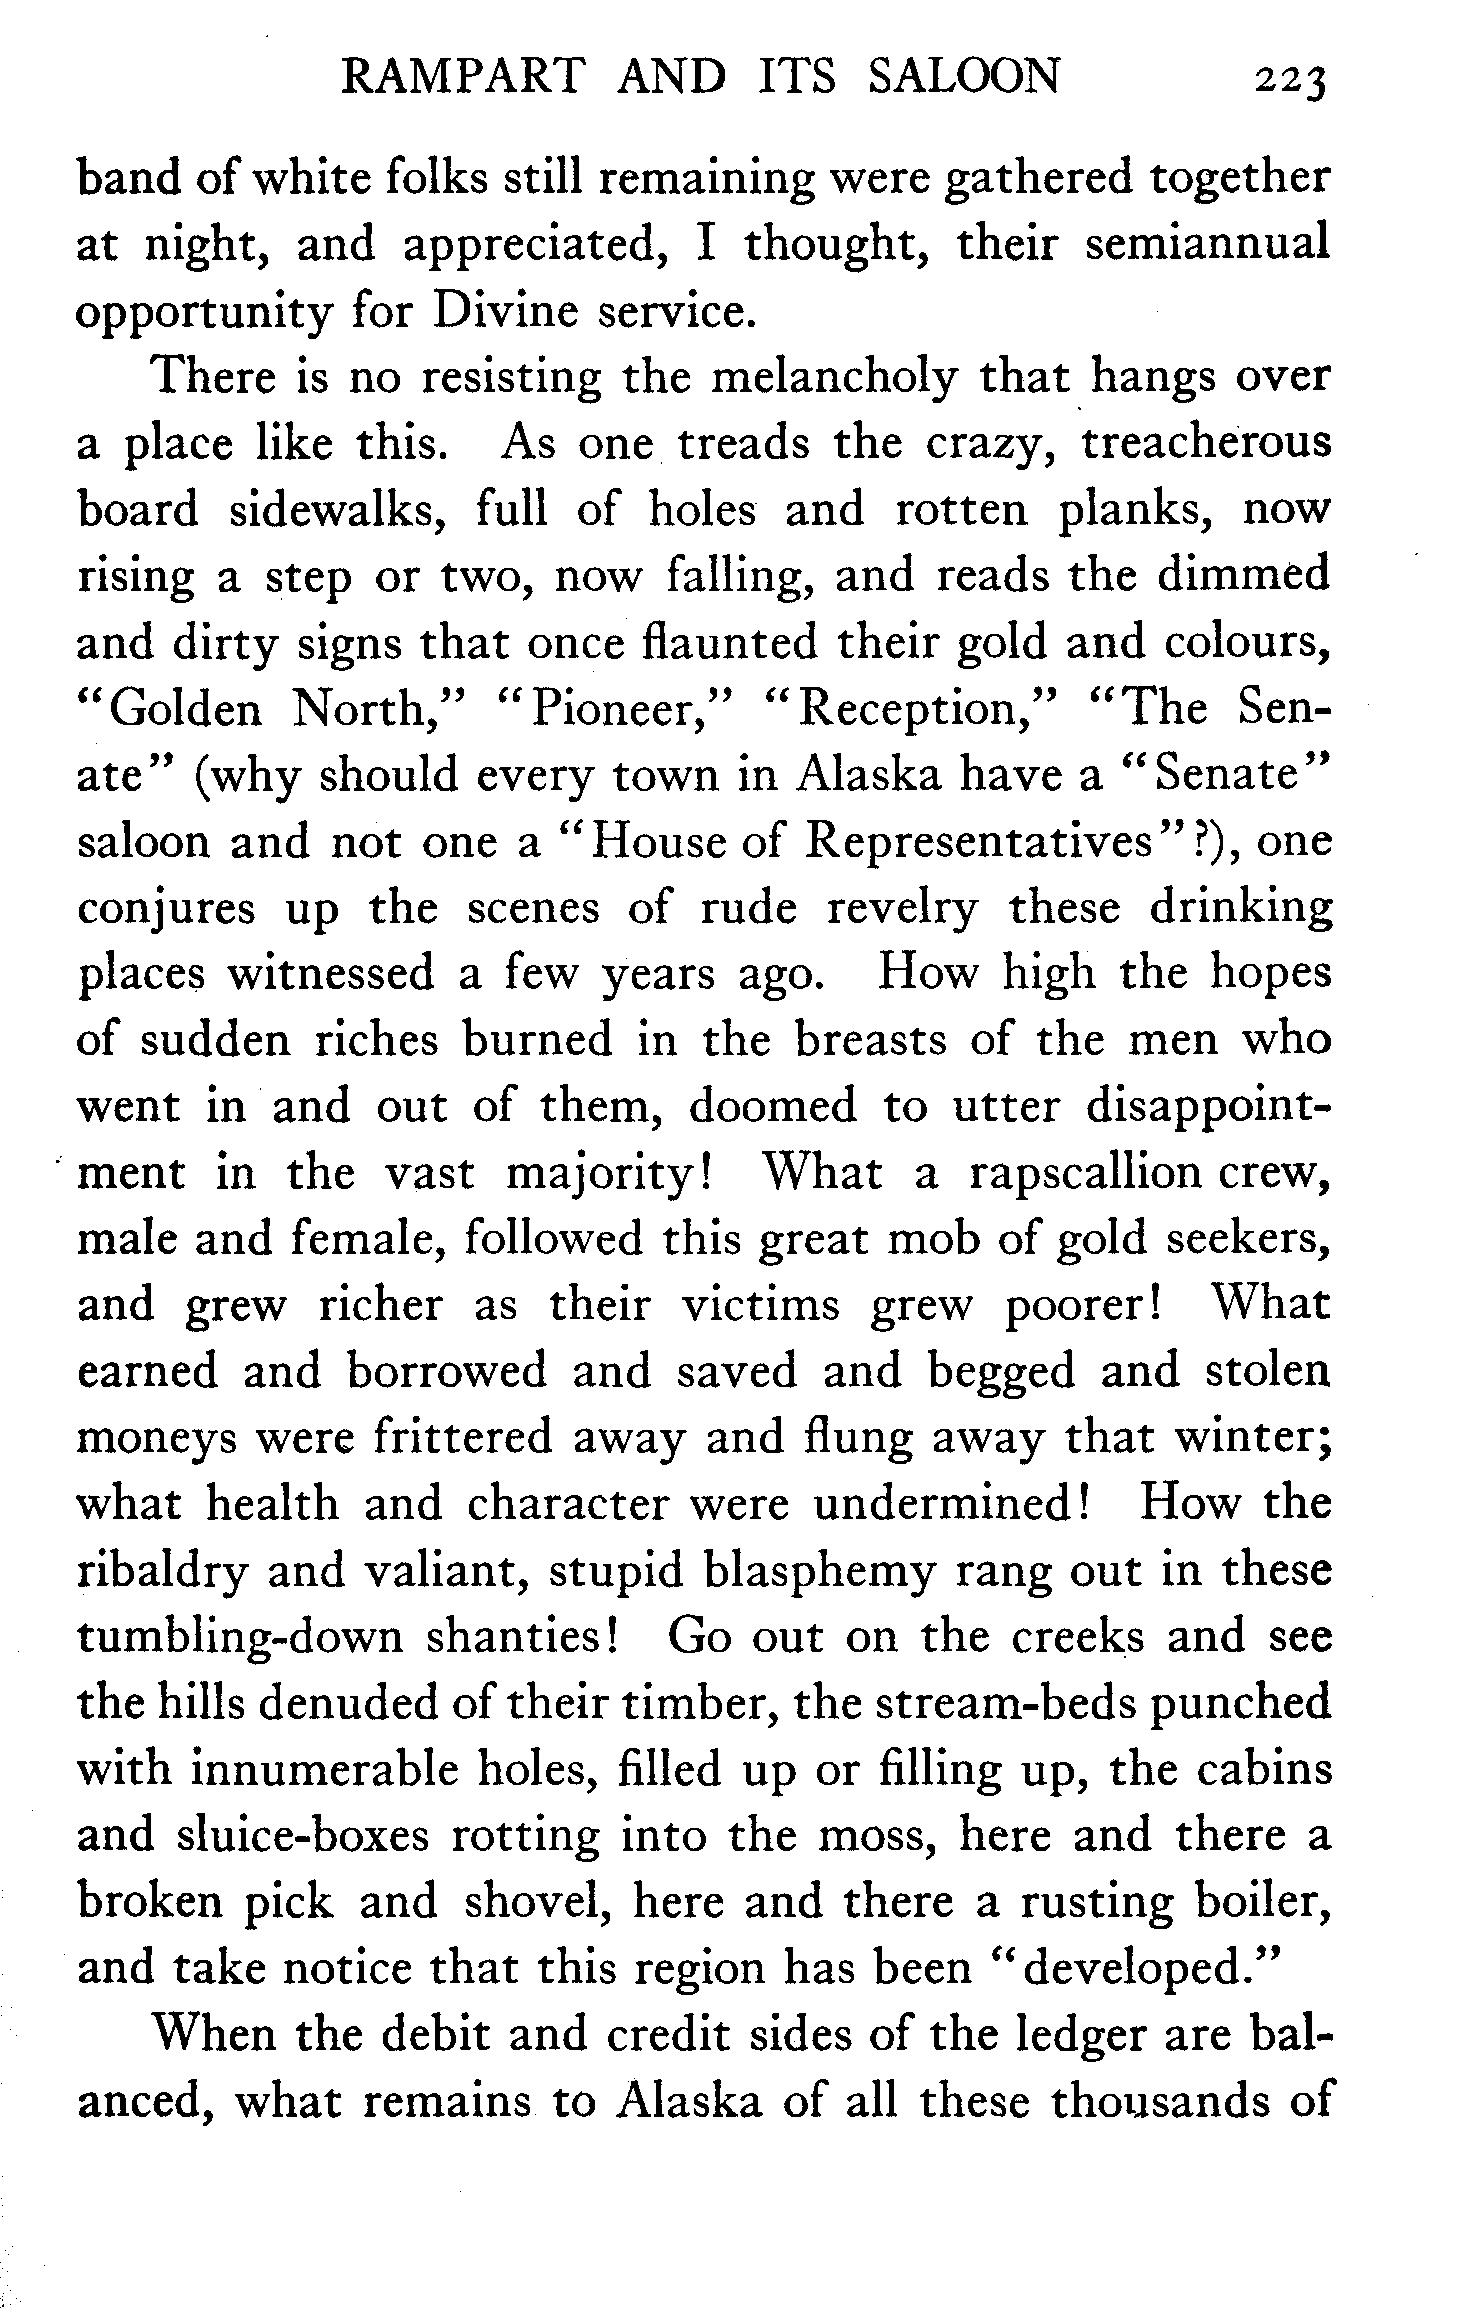 RAMPART AND ITS SALOON 223
band of white folks still remaining were gathered together
at night, and appreciated, I thought, their semiannual
opportunity for Divine service.
There is no resisting the melancholy that hangs over
a place like this. As one treads the crazy, treacherous
board sidewalks, full of holes and rotten planks, now
rising a step or two, now falling, and reads the dimmed
and dirty signs that once flaunted their gold and colours,
“Golden North,” “Pioneer,” “Reception,” “The Sen-
ate” (why should every town in Alaska have a “Senate”
saloon and not one a “House of Representatives”?), one
conjures up the scenes of rude revelry these drinking
places witnessed a few years ago. How high the hopes
of sudden riches burned in the breasts of the men who
went in and out of them, doomed to utter disappoint-
ment in the vast majority! What a rapscallion crew,
male and female, followed this great mob of gold seekers,
and grew richer as their victims grew poorer! What
earned and borrowed and saved and begged and stolen
moneys were frittered away and flung away that winter;
what health and character were undermined! How the
ribaldry and valiant, stupid blasphemy rang out in these
tumbling-down shanties! Go out on the creeks and see
the hills denuded of their timber, the stream-beds punched
with innumerable holes, filled up or filling up, the cabins
and sluice-boxes rotting into the moss, here and there a
broken pick and shovel, here and there a rusting boiler,
and take notice that this region has been “developed.”
When the debit and credit sides of the ledger are bal-
anced, what remains to Alaska of all these thousands of